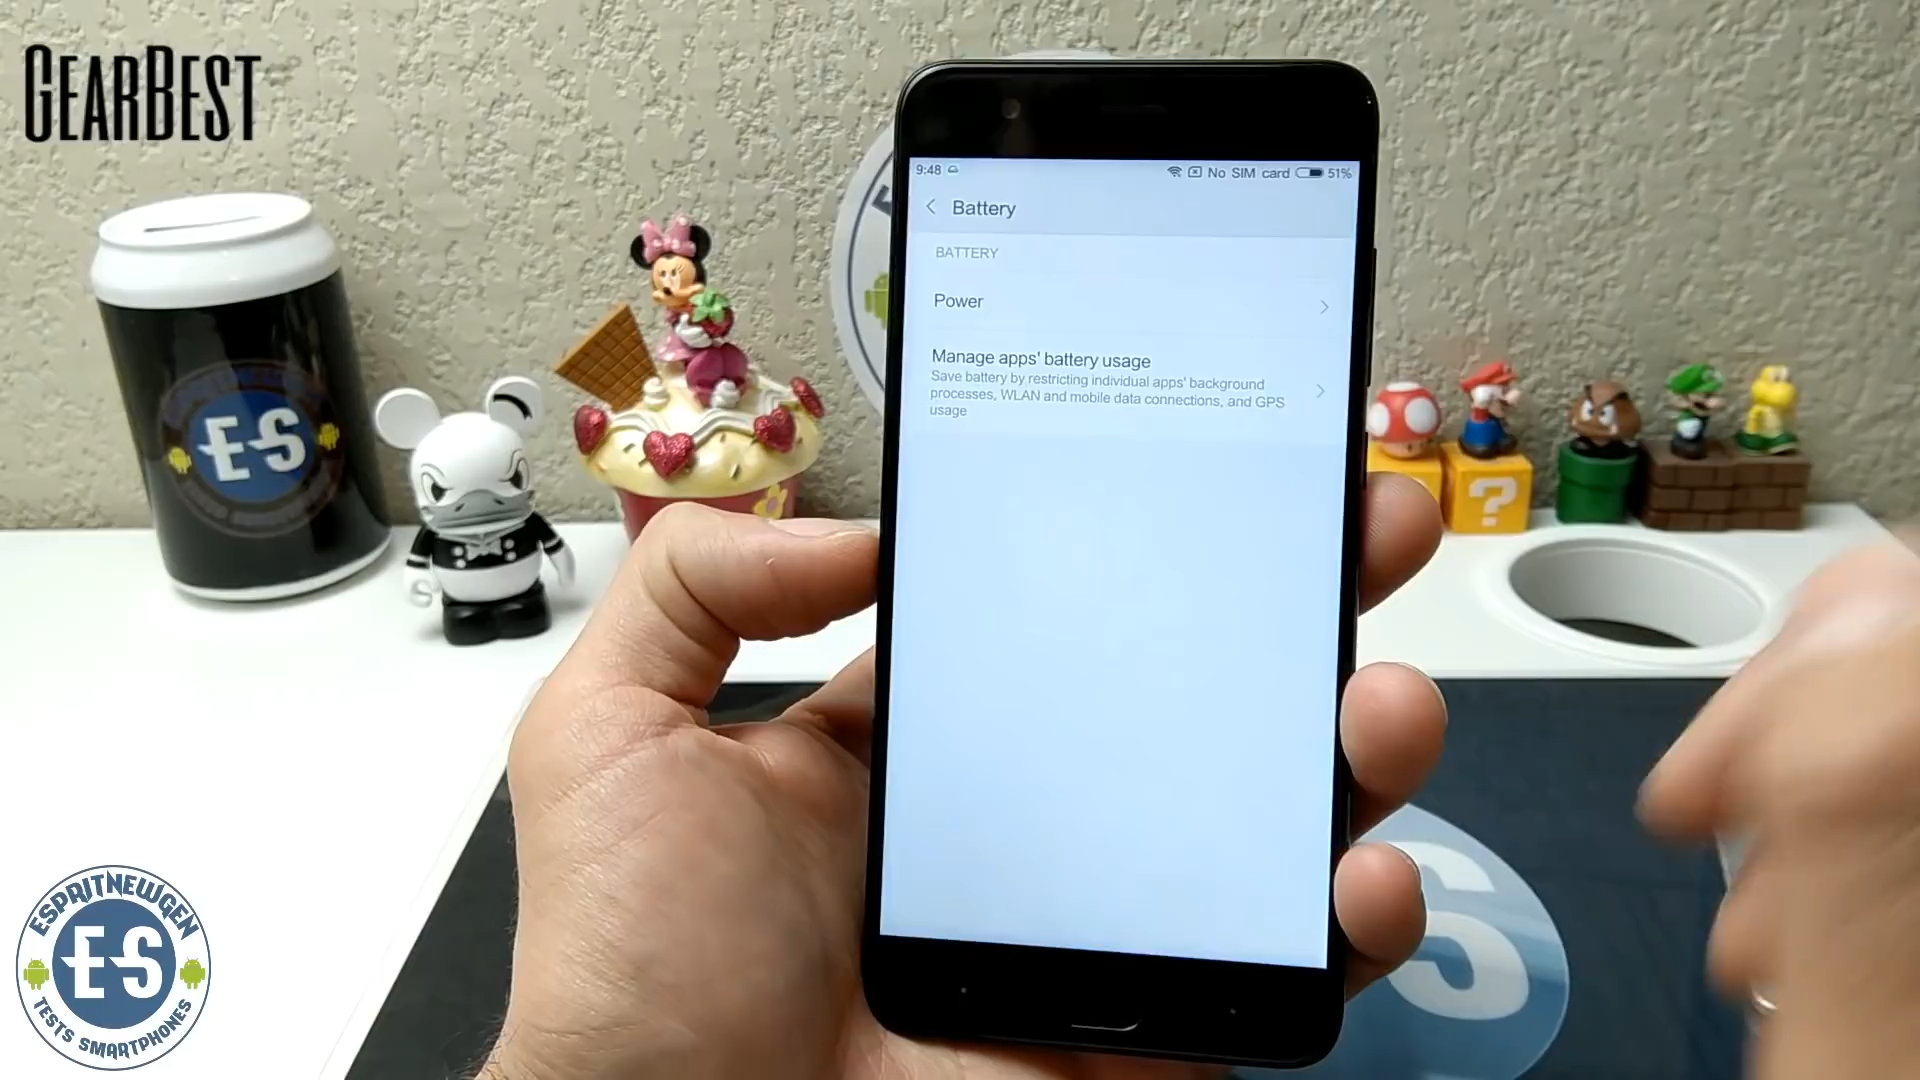 GEARBEST
9:48
No SIM card 51%
Battery
BATTERY
Power
Manage apps' battery usage
Save battery by restricting individual apps' background
processes, WLAN and mobile data connections, and GPS
usage
ES
?
S
ESPRITNEWGEN
ES
TESTS SMARTPHONES